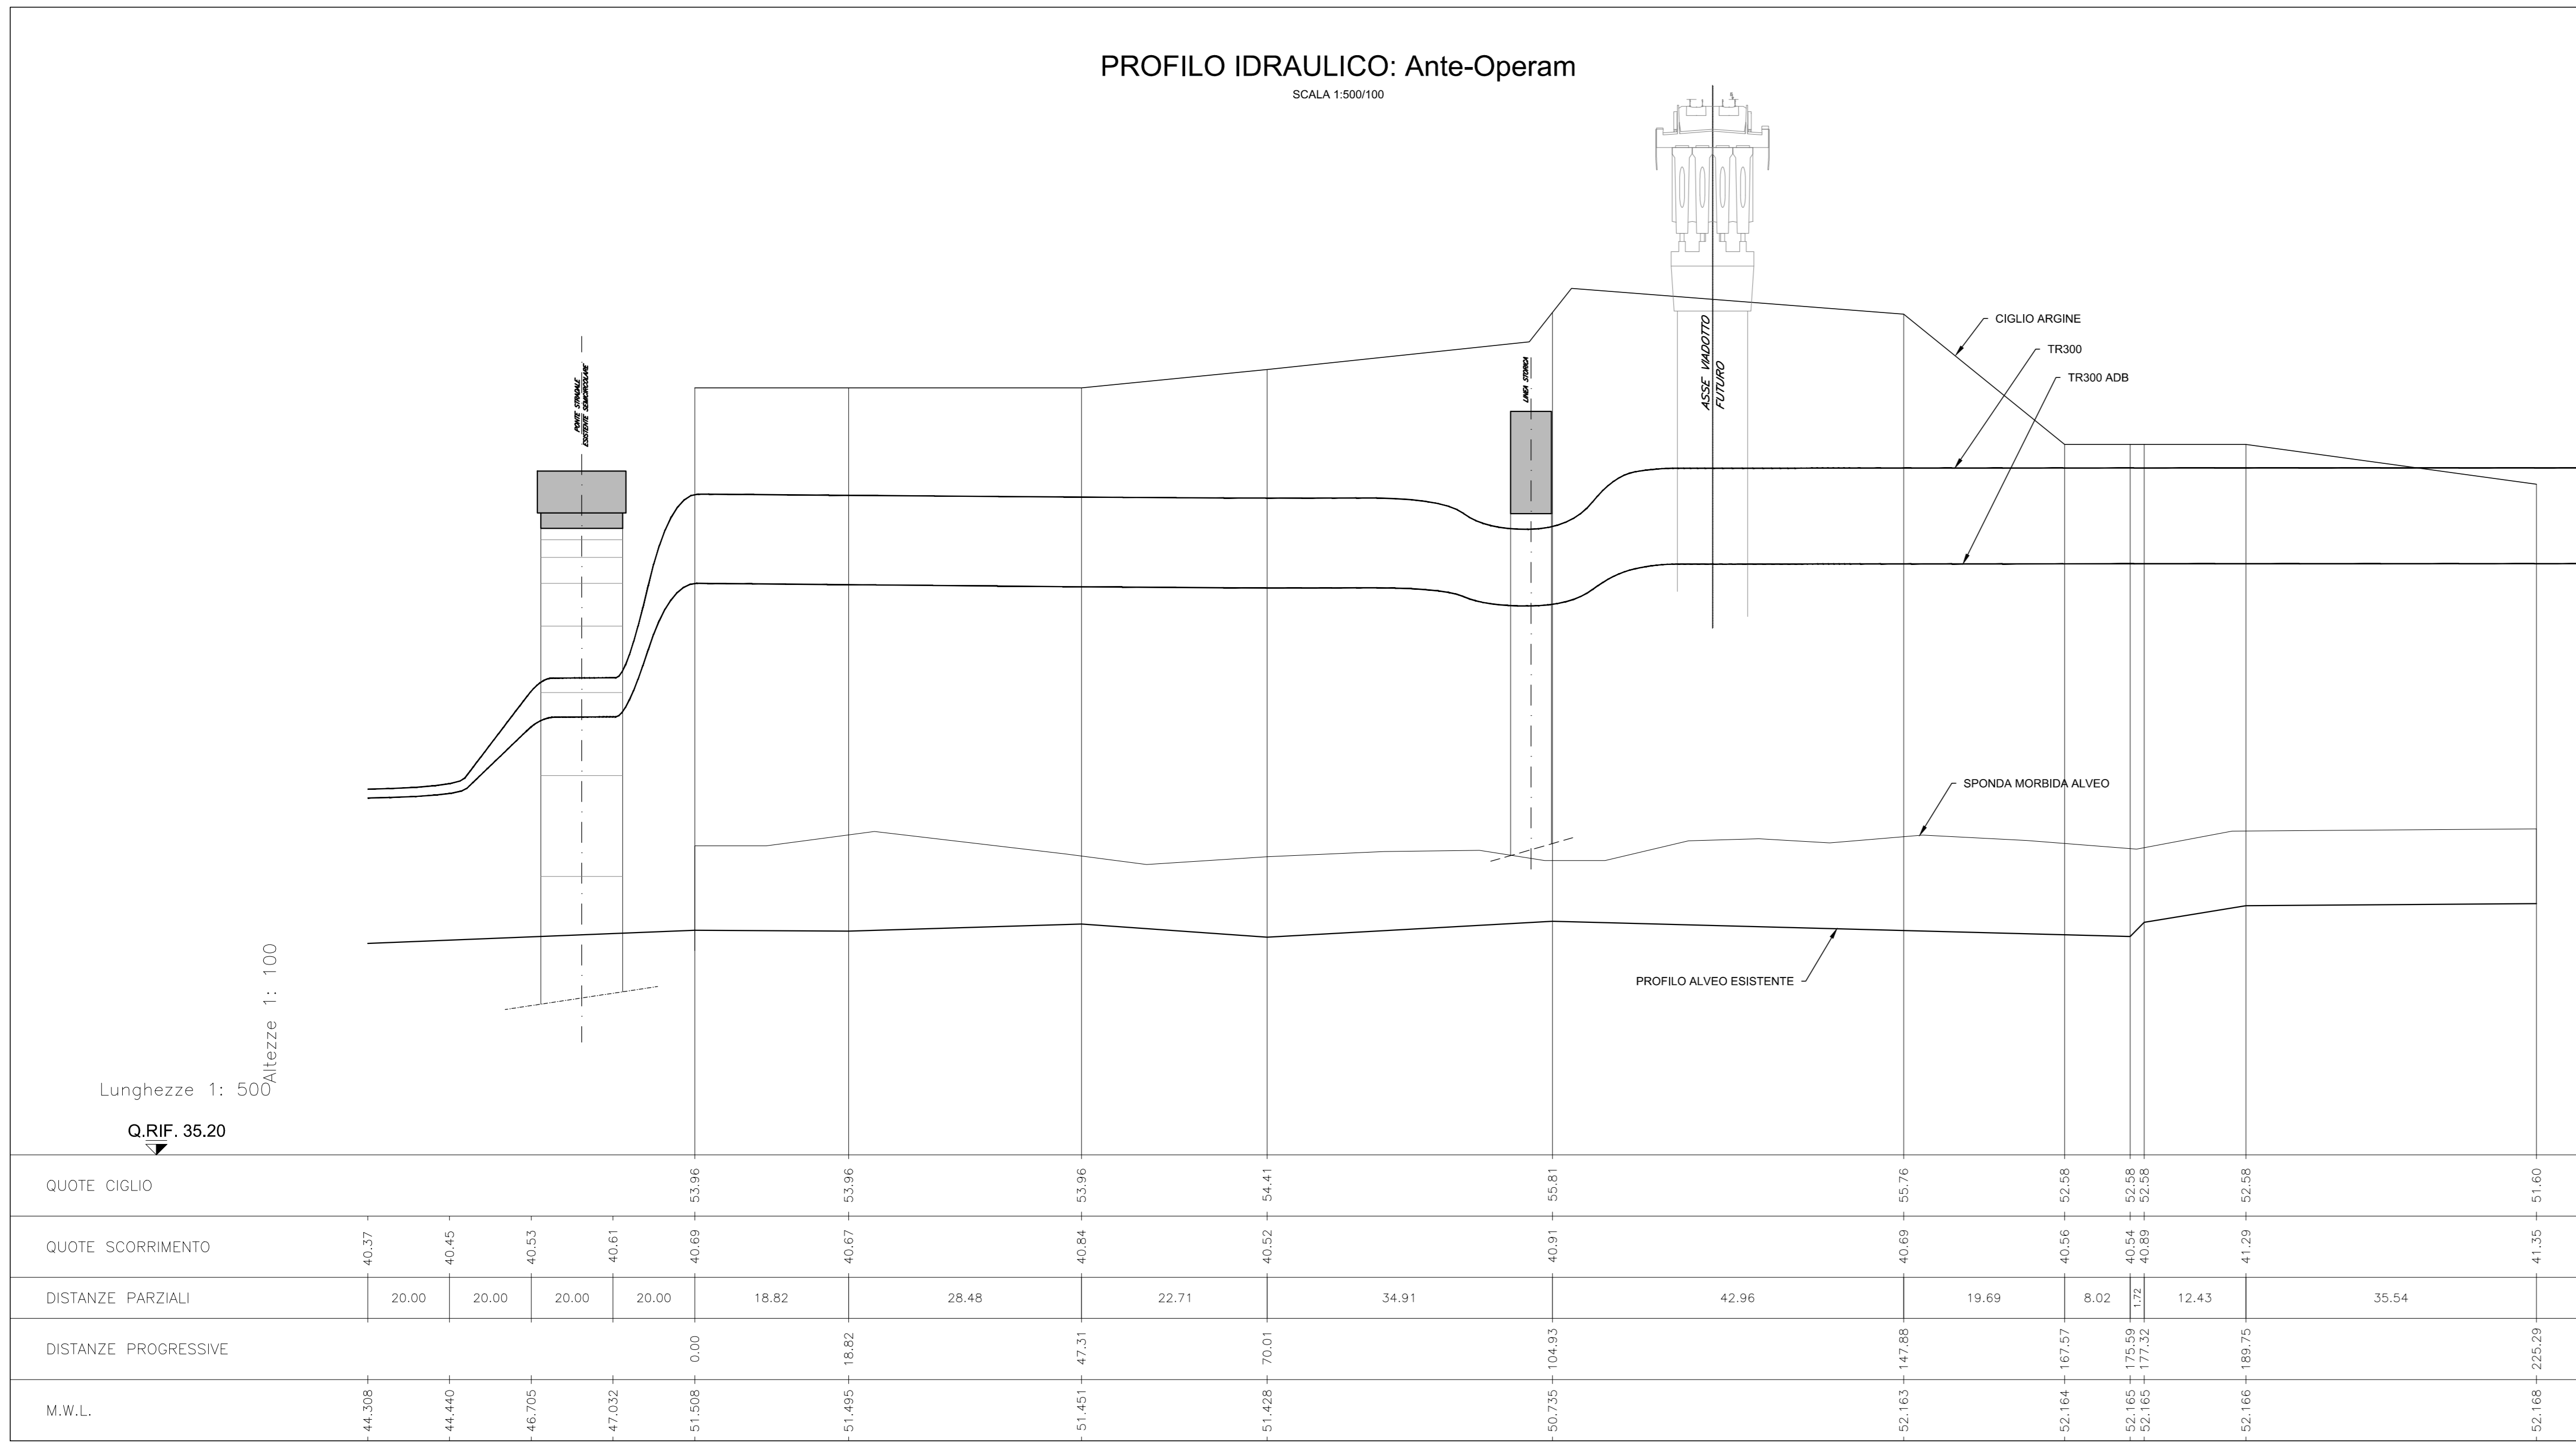 PROFILO IDRAULICO: Ante-Operam
SCALA 1:500/100
PONTE STRADALE
ESISTENTE SEMICIRCOLARE
LINEA STORICA
ASSE VIADOTTO
FUTURO
CIGLIO ARGINE
TR300
TR300 ADB
SPONDA MORBIDA ALVEO
PROFILO ALVEO ESISTENTE
Altezze 1: 100
Lunghezze 1: 500
Q.RIF. 35.20
QUOTE CIGLIO 53.96 53.96 53.96 54.41 55.81 55.76 52.58 52.58 52.58 52.58 51.60
QUOTE SCORRIMENTO 40.37 40.45 40.53 40.61 40.69 40.67 40.84 40.52 40.91 40.69 40.56 40.54 40.89 41.29 41.35
DISTANZE PARZIALI 20.00 20.00 20.00 20.00 18.82 28.48 22.71 34.91 42.96 19.69 8.02 1.72 12.43 35.54
DISTANZE PROGRESSIVE 0.00 18.82 47.31 70.01 104.93 147.88 167.57 175.59 177.32 189.75 225.29
M.W.L. 44.308 44.440 46.705 47.032 51.508 51.495 51.451 51.428 50.735 52.163 52.164 52.165 52.165 52.166 52.168